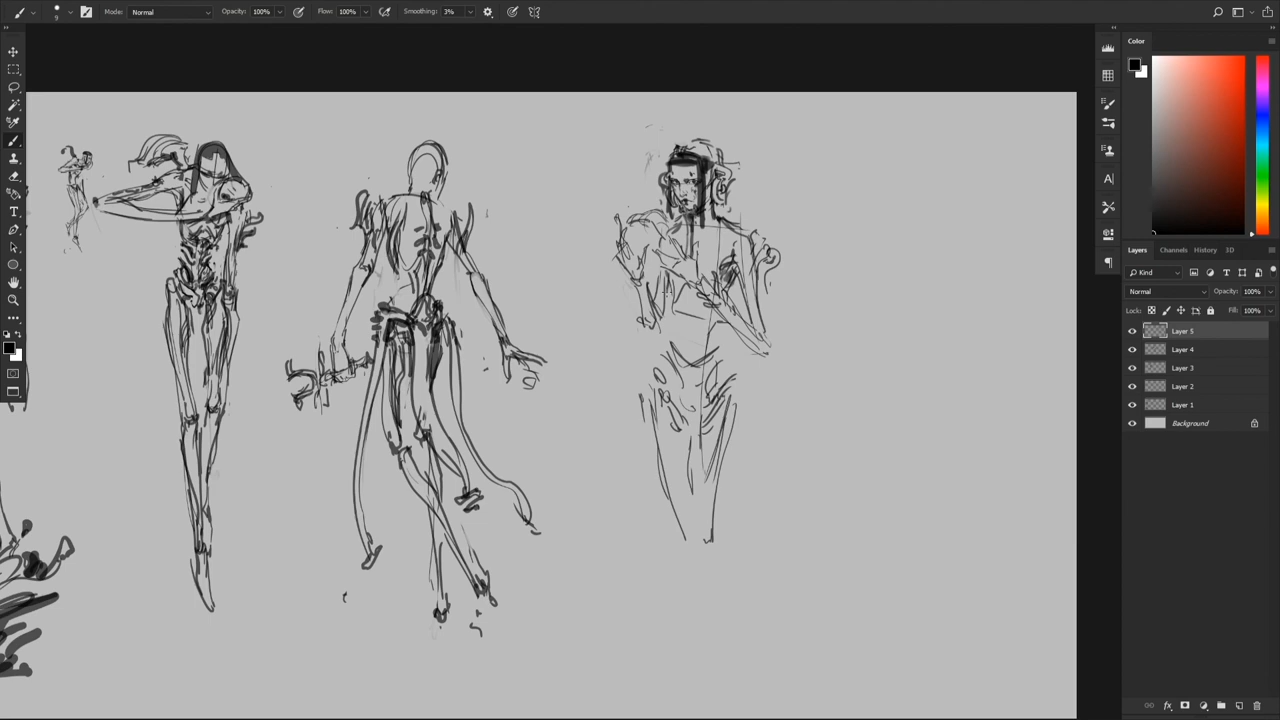 9
Mode: Normal
Opacity: 100%
Flow: 100%
Smoothing: 3%
Color
Layers Channels History 3D
Kind
Normal
Opacity: 100%
Lock:
Fill: 100%
Layer 5
Layer 4
Layer 3
Layer 2
Layer 1
Background